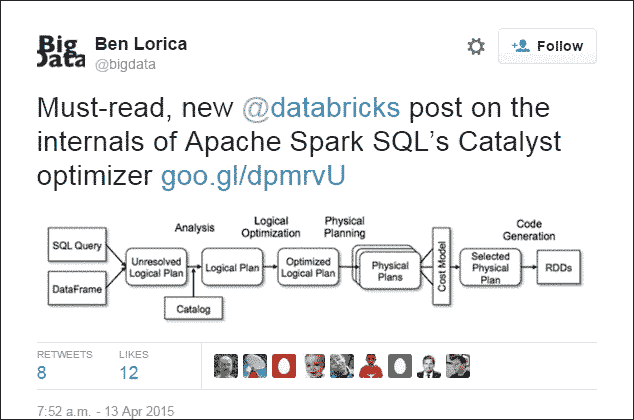 Big
Data
Ben Lorica
@bigdata
Follow
Must-read, new @databricks post on the
internals of Apache Spark SQL's Catalyst
optimizer goo.gl/dpmrvU
Analysis
Logical
Optimization
Physical
Planning
Code
Generation
SQL Query
DataFrame
Unresolved
Logical Plan
Logical Plan
Optimized
Logical Plan
Physical
Plans
Cost Model
Selected
Physical
Plan
RDDs
Catalog
RETWEETS
8
LIKES
12
7:52 a.m. - 13 Apr 2015